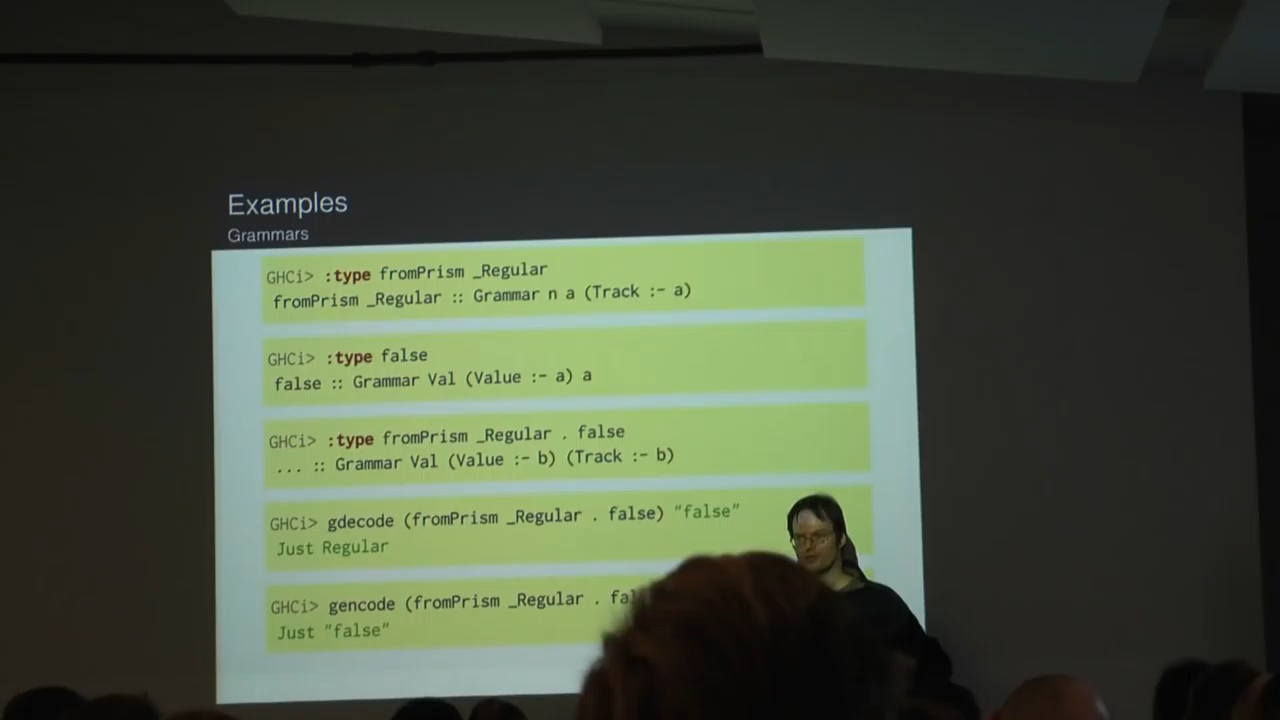 Examples
Grammars
GHCi> :type fromPrism _Regular
fromPrism _Regular :: Grammar n a (Track :- a)
GHCi> :type false
false :: Grammar Val (Value :- a) a
GHCi> :type fromPrism _Regular . false
... :: Grammar Val (Value :- b) (Track :- b)
GHCi> gdecode (fromPrism _Regular . false) "false"
Just Regular
GHCi> gencode (fromPrism _Regular .
Just "false"